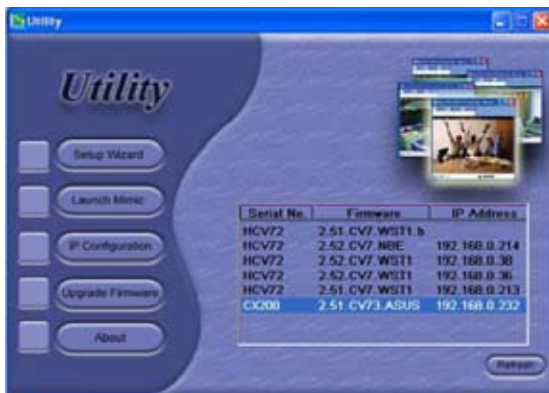 Utility
Utility
Setup Wizard
Launch Mimic
IP Configuration
Upgrade Firmware
About
Serial No. Firmware IP Address
HCV72 2.51.CV7.WST1.b
HCV72 2.52.CV7.NBE 192.168.0.214
HCV72 2.52.CV7.WST1 192.168.0.38
HCV72 2.52.CV7.WST1 192.168.0.36
HCV72 2.51.CV7.WST1 192.168.0.213
CX200 2.51.CV73.ASUS 192.168.0.232
Refresh